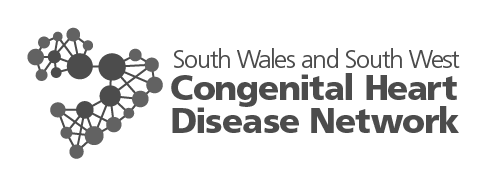 South Wales and South West
Congenital Heart
Disease Network